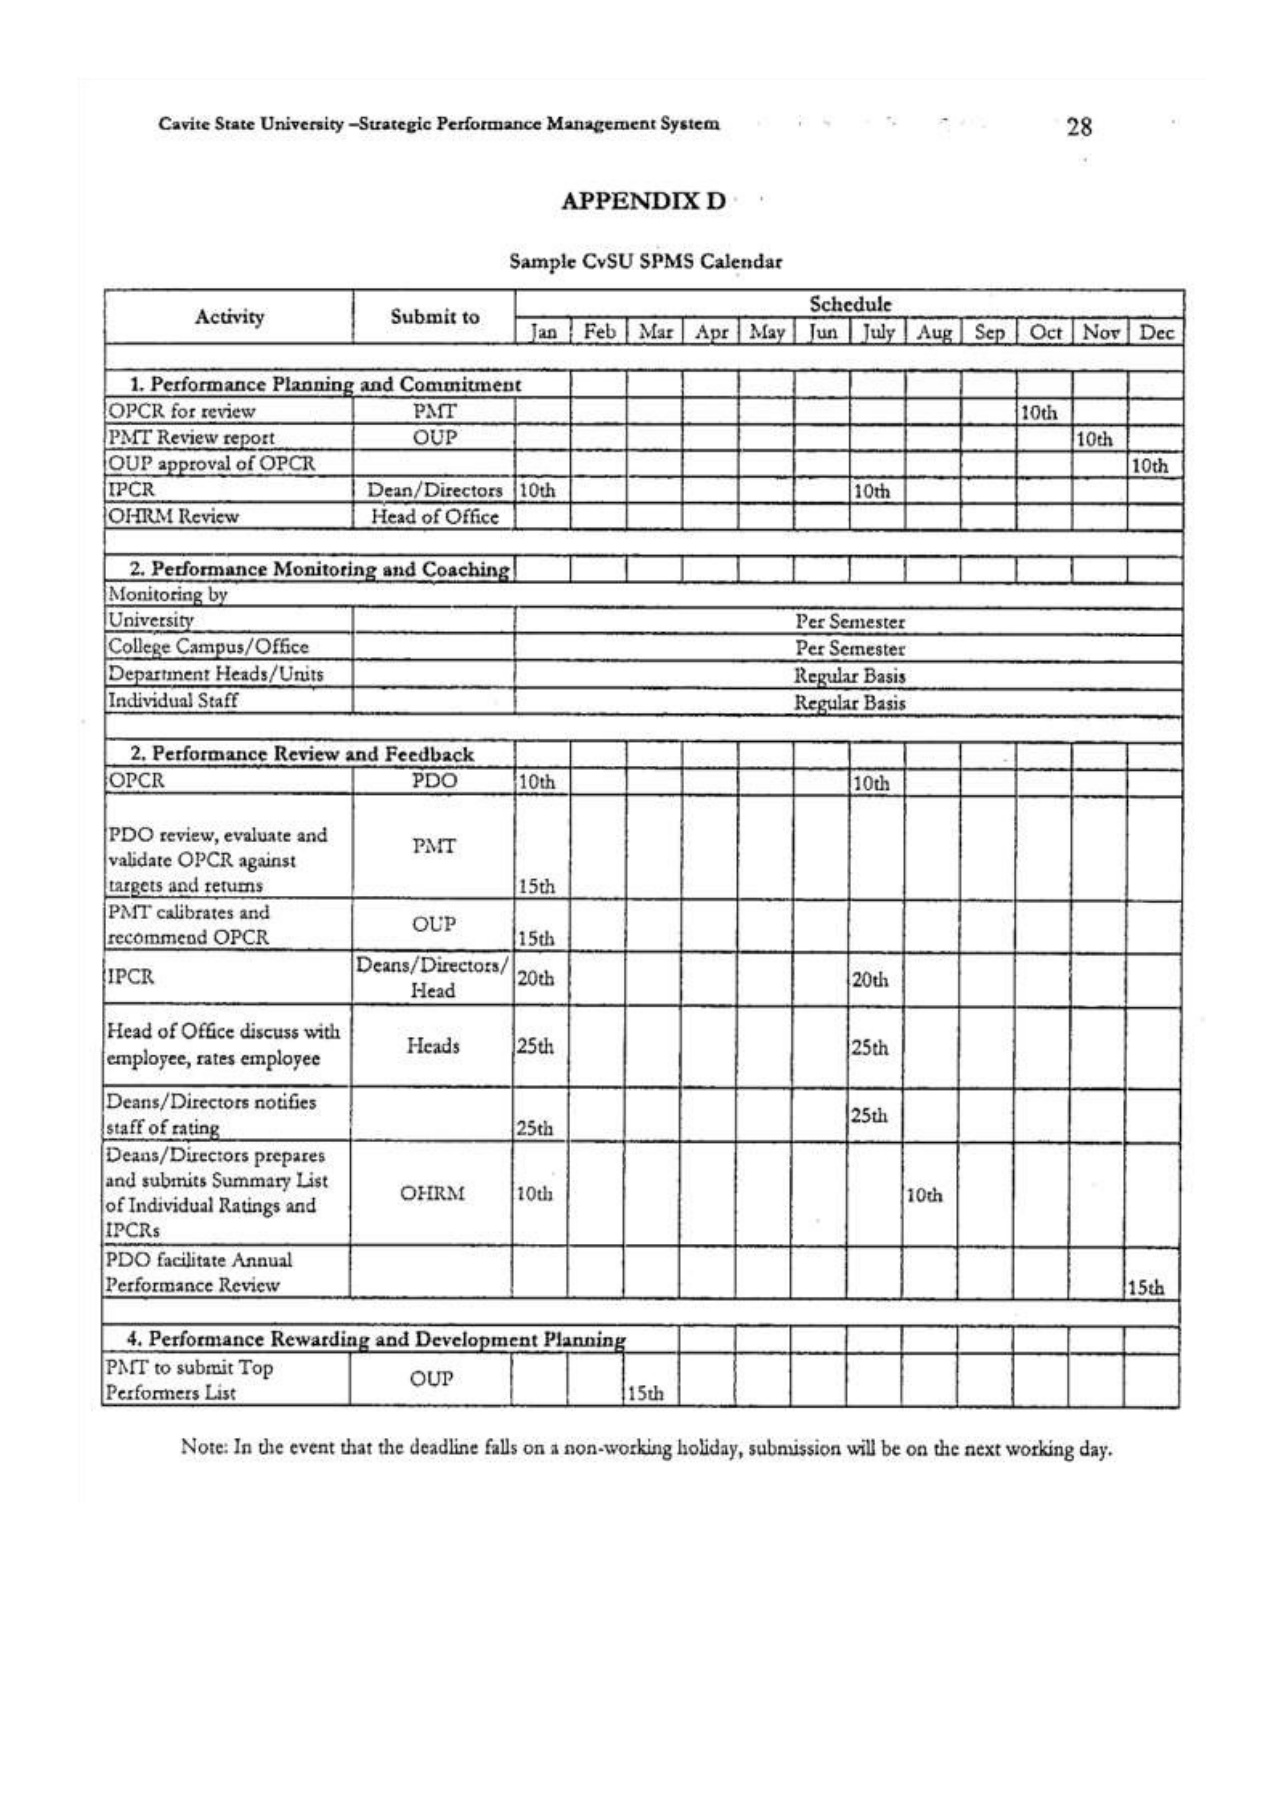 Cavite State University –Strategic Performance Management System 28
APPENDIX D
Sample CvSU SPMS Calendar
Activity Submit to Schedule
Jan Feb Mar Apr May Jun July Aug Sep Oct Nov Dec
1. Performance Planning and Commitment
OPCR for review PMT 10th
PMT Review report OUP 10th
OUP approval of OPCR 10th
IPCR Dean/Directors 10th 10th
OHRM Review Head of Office
2. Performance Monitoring and Coaching
Monitoring by
University Per Semester
College Campus/Office Per Semester
Department Heads/Units Regular Basis
Individual Staff Regular Basis
2. Performance Review and Feedback
OPCR PDO 10th 10th
PDO review, evaluate and
validate OPCR against
targets and returns PMT 15th
PMT calibrates and
recommend OPCR OUP 15th
IPCR Deans/Directors/
Head 20th 20th
Head of Office discuss with
employee, rates employee Heads 25th 25th
Deans/Directors notifies
staff of rating 25th 25th
Deans/Directors prepares
and submits Summary List
of Individual Ratings and
IPCRs OHRM 10th 10th
PDO facilitate Annual
Performance Review 15th
4. Performance Rewarding and Development Planning
PMT to submit Top
Performers List OUP 15th
Note: In the event that the deadline falls on a non-working holiday, submission will be on the next working day.